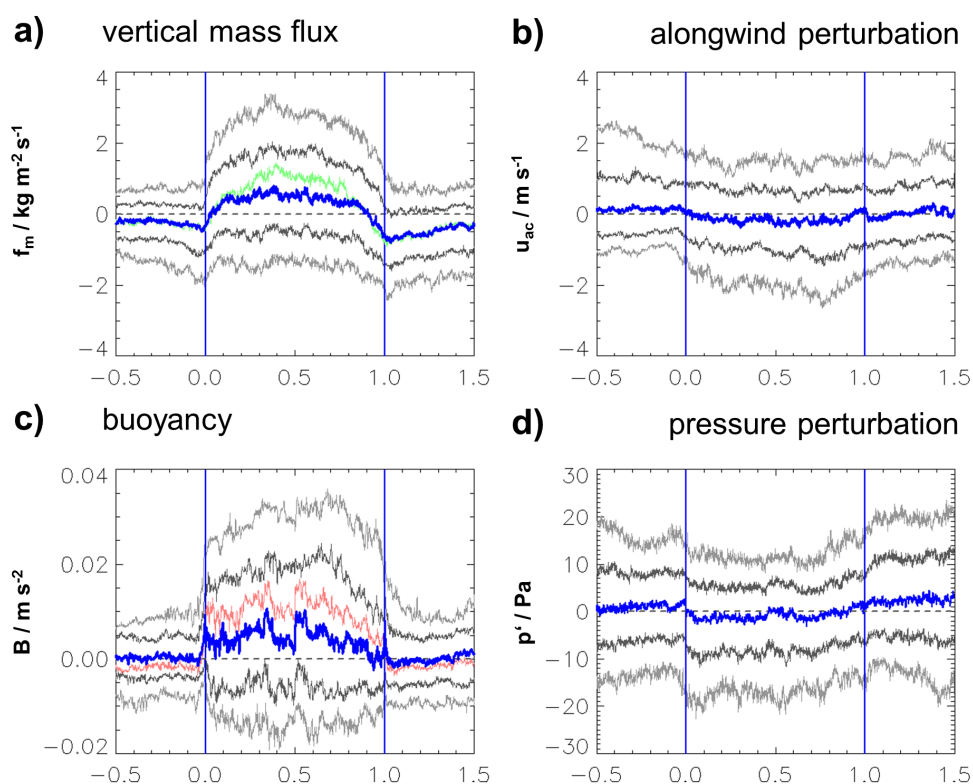 a) vertical mass flux
b) alongwind perturbation
4
2
0
−2
−4
f_m / kg m⁻² s⁻¹
−0.5 0.0 0.5 1.0 1.5
4
2
0
−2
−4
u_ac / m s⁻¹
−0.5 0.0 0.5 1.0 1.5
c) buoyancy
d) pressure perturbation
0.04
0.02
0.00
−0.02
B / m s⁻²
−0.5 0.0 0.5 1.0 1.5
30
20
10
0
−10
−20
−30
p‘ / Pa
−0.5 0.0 0.5 1.0 1.5